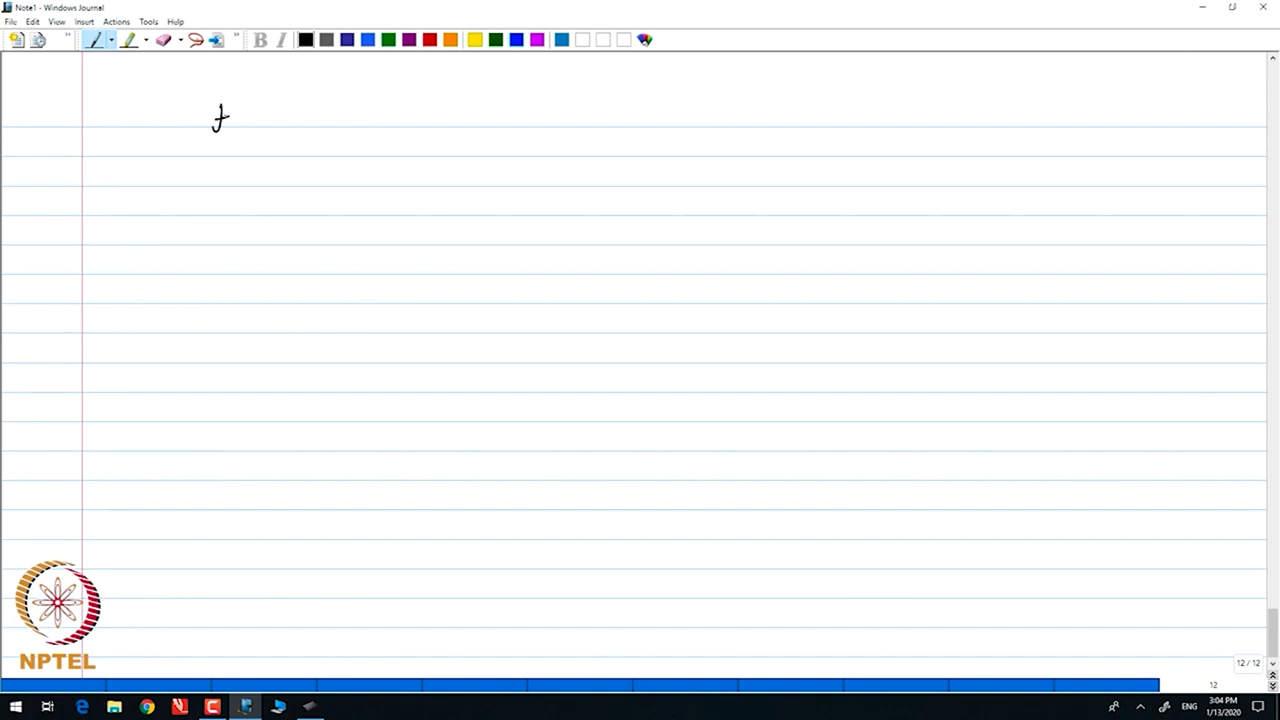 Note1 - Windows Journal
File Edit View Insert Actions Tools Help
B I
NPTEL
12 / 12
12
ENG
3:04 PM
1/13/2020